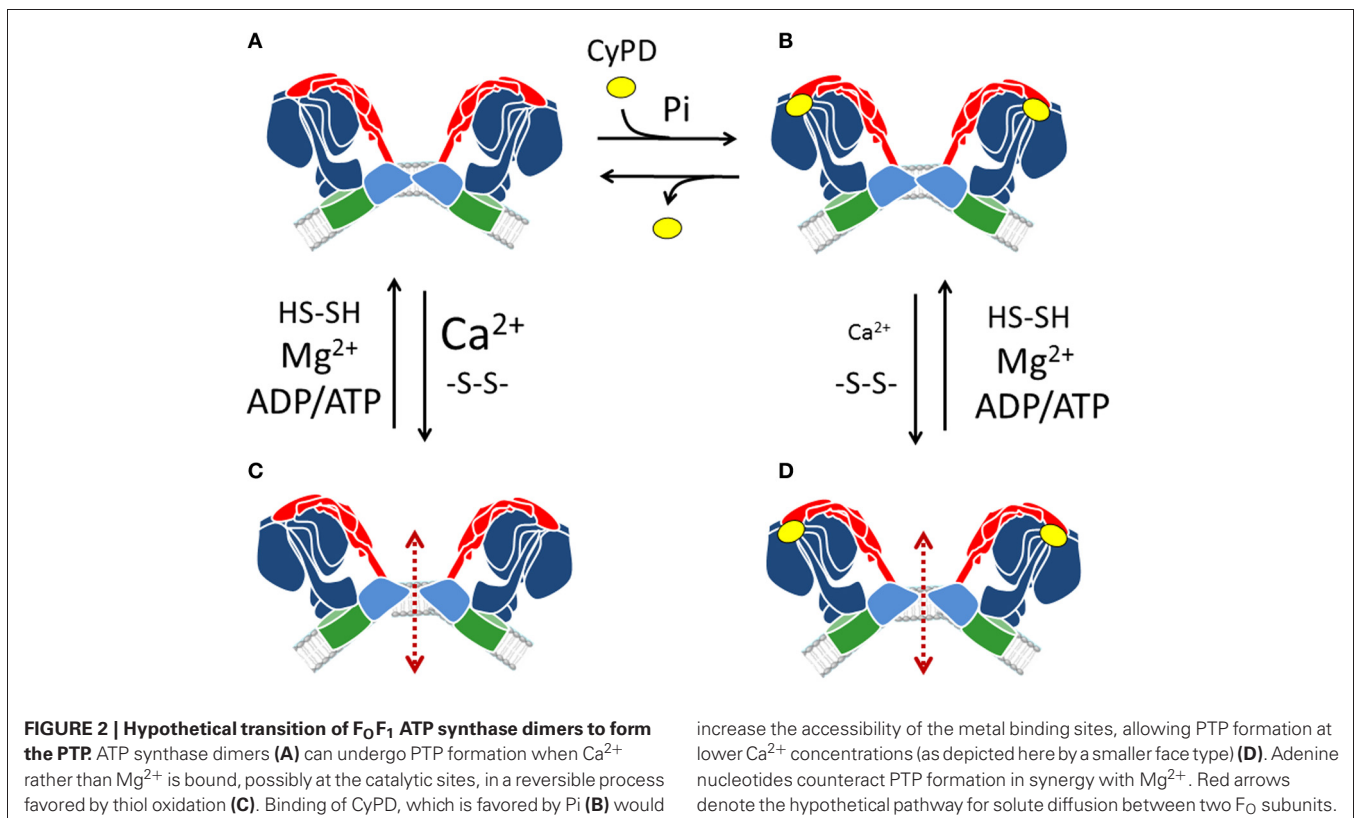 A
B
CyPD
Pi
HS-SH
Mg²⁺
ADP/ATP
Ca²⁺
-S-S-
Ca²⁺
-S-S-
HS-SH
Mg²⁺
ADP/ATP
C
D
FIGURE 2 | Hypothetical transition of FOF1 ATP synthase dimers to form
the PTP. ATP synthase dimers (A) can undergo PTP formation when Ca²⁺
rather than Mg²⁺ is bound, possibly at the catalytic sites, in a reversible process
favored by thiol oxidation (C). Binding of CyPD, which is favored by Pi (B) would
increase the accessibility of the metal binding sites, allowing PTP formation at
lower Ca²⁺ concentrations (as depicted here by a smaller face type) (D). Adenine
nucleotides counteract PTP formation in synergy with Mg²⁺. Red arrows
denote the hypothetical pathway for solute diffusion between two FO subunits.